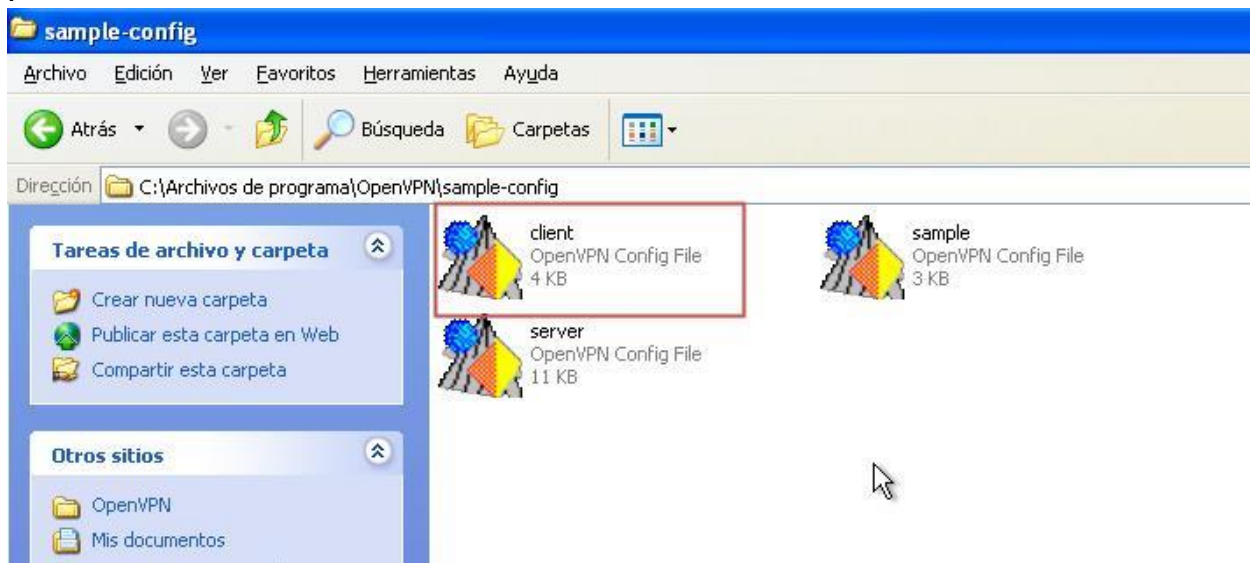 sample-config
Archivo Edición Ver Favoritos Herramientas Ayuda
Atrás Búsqueda Carpetas
Dirección C:\Archivos de programa\OpenVPN\sample-config
Tareas de archivo y carpeta
Crear nueva carpeta
Publicar esta carpeta en Web
Compartir esta carpeta
Otros sitios
OpenVPN
Mis documentos
client
OpenVPN Config File
4 KB
sample
OpenVPN Config File
3 KB
server
OpenVPN Config File
11 KB